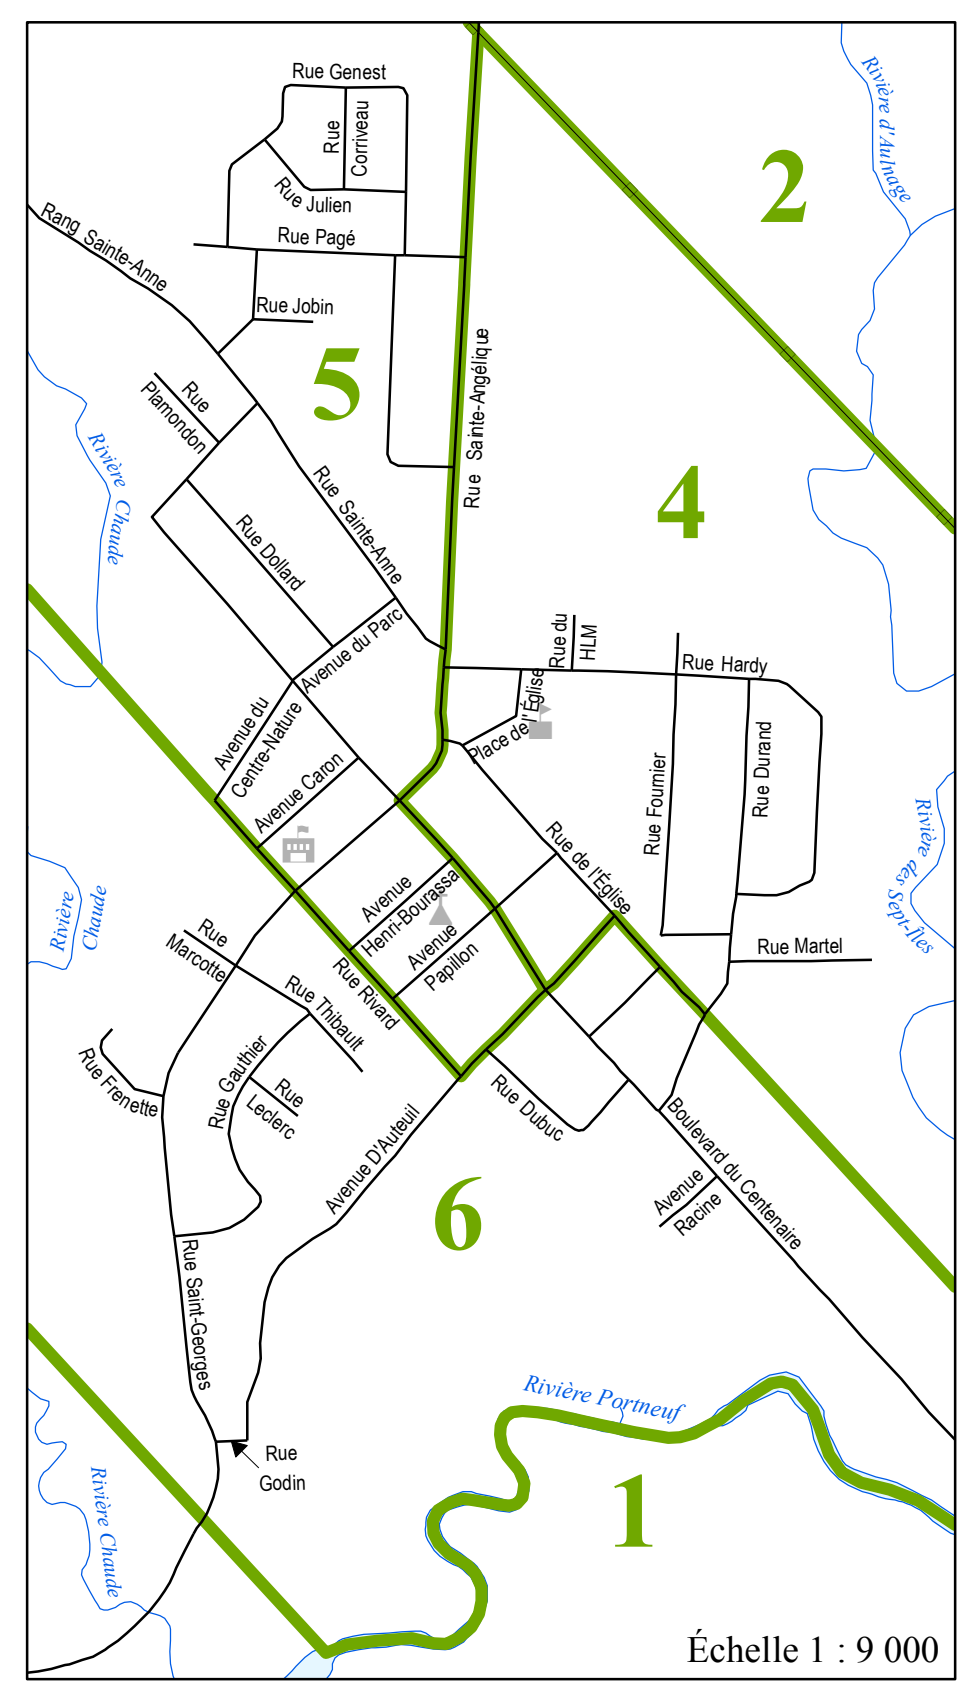 Rue Genest
Rivière d'Aulnage
Rue
Corriveau
2
Rue Julien
Rang Sainte-Anne
Rue Pagé
Rue Jobin
Rue Sainte-Angélique
5
Rue
Plamondon
Rivière Chaude
Rue Sainte-Anne
4
Rue Dollard
Avenue du Parc
Rue du
HLM
Rue Hardy
Place de l'Église
Avenue du
Centre-Nature
Rue Durand
Rue Fournier
Avenue Caron
Rivière des
Sept-Îles
Rue de l'Église
Rivière
Chaude
Avenue
Henri-Bourassa
Rue
Marcotte
Avenue
Papillon
Rue Martel
Rue Rivard
Rue Thibault
Rue Frenette
Rue Gauthier
Rue
Leclerc
Rue Dubuc
Avenue D'Auteuil
Boulevard du Centenaire
Avenue
Racine
6
Rue Saint-Georges
Rivière Portneuf
Rue
Godin
Rivière Chaude
1
Échelle 1 : 9 000